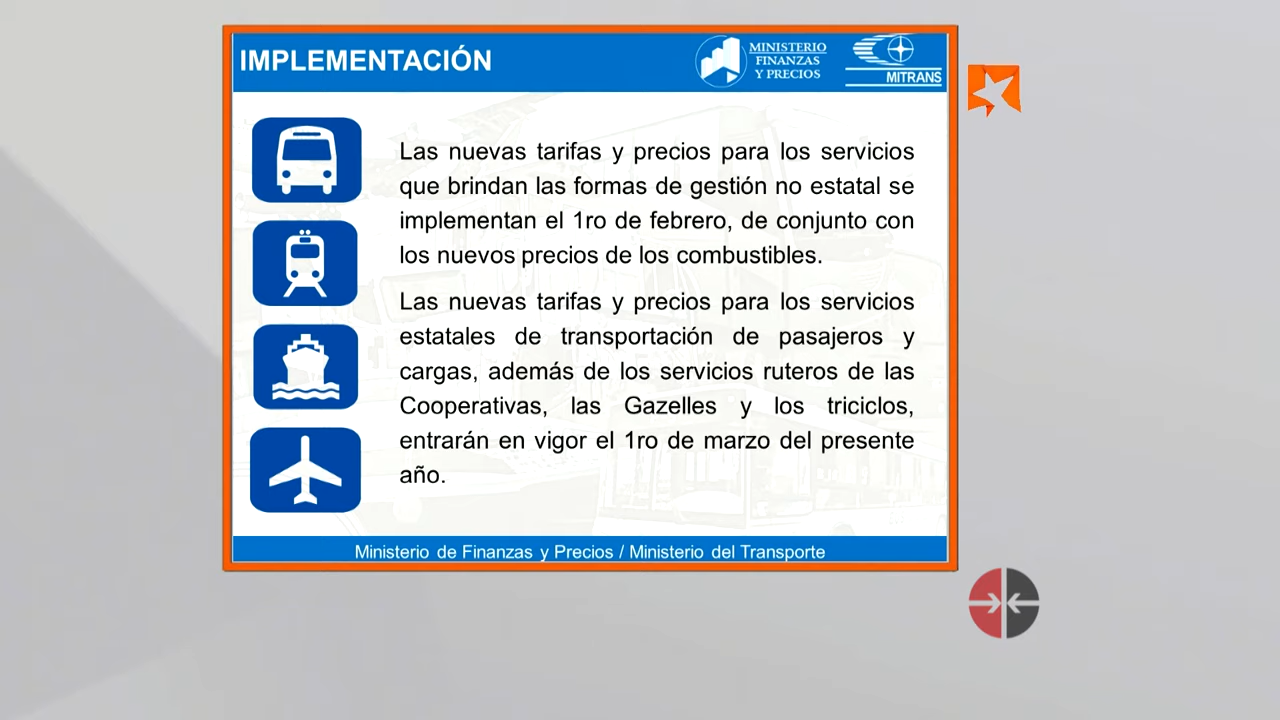 IMPLEMENTACIÓN
MINISTERIO
FINANZAS
Y PRECIOS
MITRANS
Las nuevas tarifas y precios para los servicios
que brindan las formas de gestión no estatal se
implementan el 1ro de febrero, de conjunto con
los nuevos precios de los combustibles.
Las nuevas tarifas y precios para los servicios
estatales de transportación de pasajeros y
cargas, además de los servicios ruteros de las
Cooperativas, las Gazelles y los triciclos,
entrarán en vigor el 1ro de marzo del presente
año.
Ministerio de Finanzas y Precios / Ministerio del Transporte